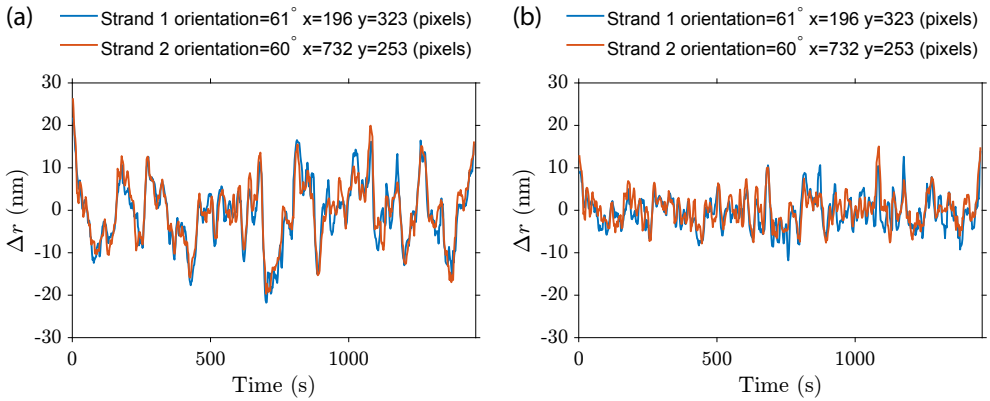 (a)
Strand 1 orientation=61° x=196 y=323 (pixels)
Strand 2 orientation=60° x=732 y=253 (pixels)
30
20
10
0
-10
-20
-30
Δr (nm)
0 500 1000
Time (s)
(b)
Strand 1 orientation=61° x=196 y=323 (pixels)
Strand 2 orientation=60° x=732 y=253 (pixels)
30
20
10
0
-10
-20
-30
Δr (nm)
0 500 1000
Time (s)